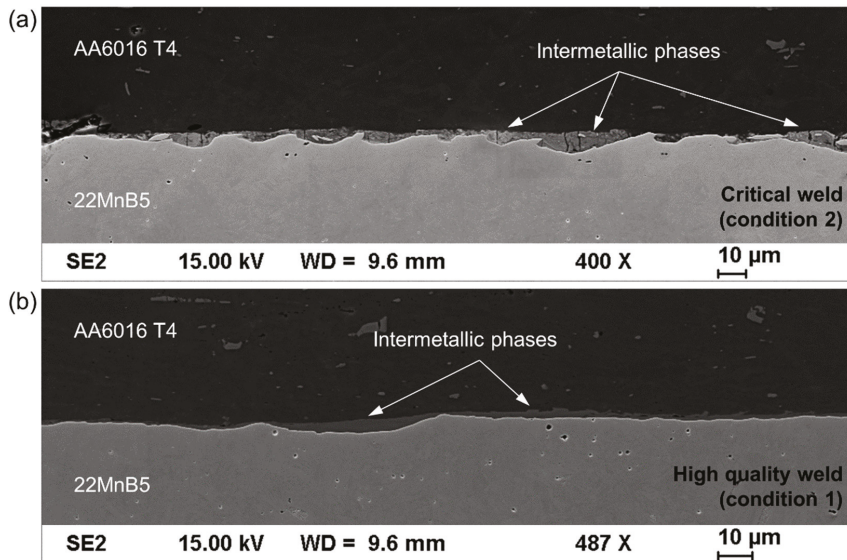 (a)
AA6016 T4
Intermetallic phases
22MnB5
Critical weld
(condition 2)
SE2 15.00 kV WD = 9.6 mm 400 X 10 µm
(b)
AA6016 T4
Intermetallic phases
22MnB5
High quality weld
(condition 1)
SE2 15.00 kV WD = 9.6 mm 487 X 10 µm